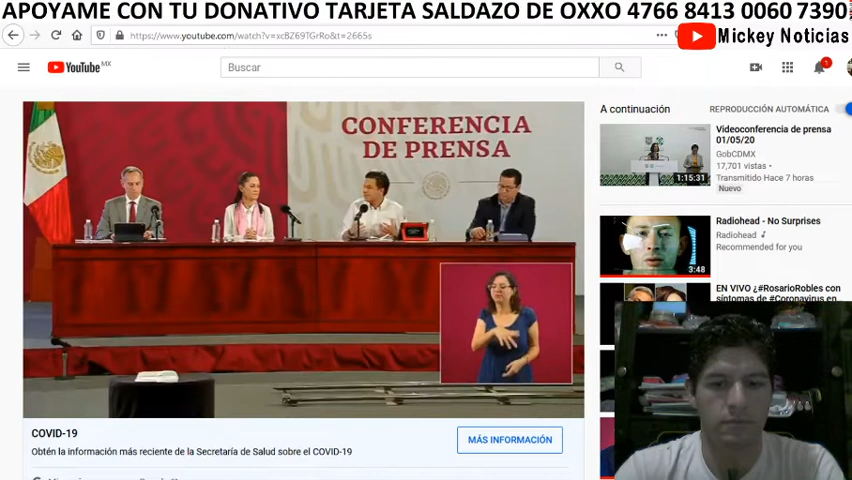 APOYAME CON TU DONATIVO TARJETA SALDAZO DE OXXO 4766 8413 0060 7390
https://www.youtube.com/watch?v=xcBZ69TGrRo&t=2665s
Mickey Noticias
YouTube MX
Buscar
1
CONFERENCIA
DE PRENSA
A continuación
REPRODUCCIÓN AUTOMÁTICA
Videoconferencia de prensa
01/05/20
GobCDMX
17,701 vistas •
Transmitido Hace 7 horas
Nuevo
1:15:31
Radiohead - No Surprises
Radiohead
Recommended for you
3:48
EN VIVO ¿#RosarioRobles con
síntomas de #Coronavirus en
COVID-19
Obtén la información más reciente de la Secretaría de Salud sobre el COVID-19
MÁS INFORMACIÓN